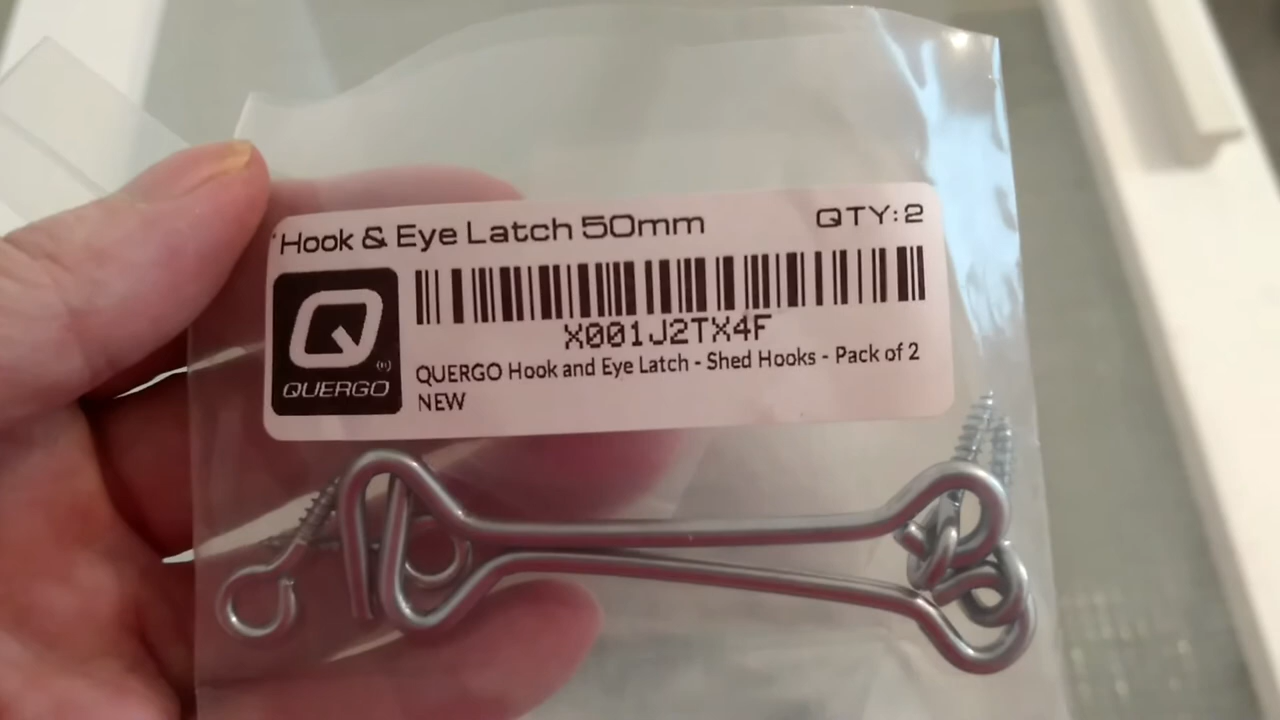 Hook & Eye Latch 50mm QTY:2
X001J2TX4F
QUERGO
QUERGO Hook and Eye Latch - Shed Hooks - Pack of 2
NEW